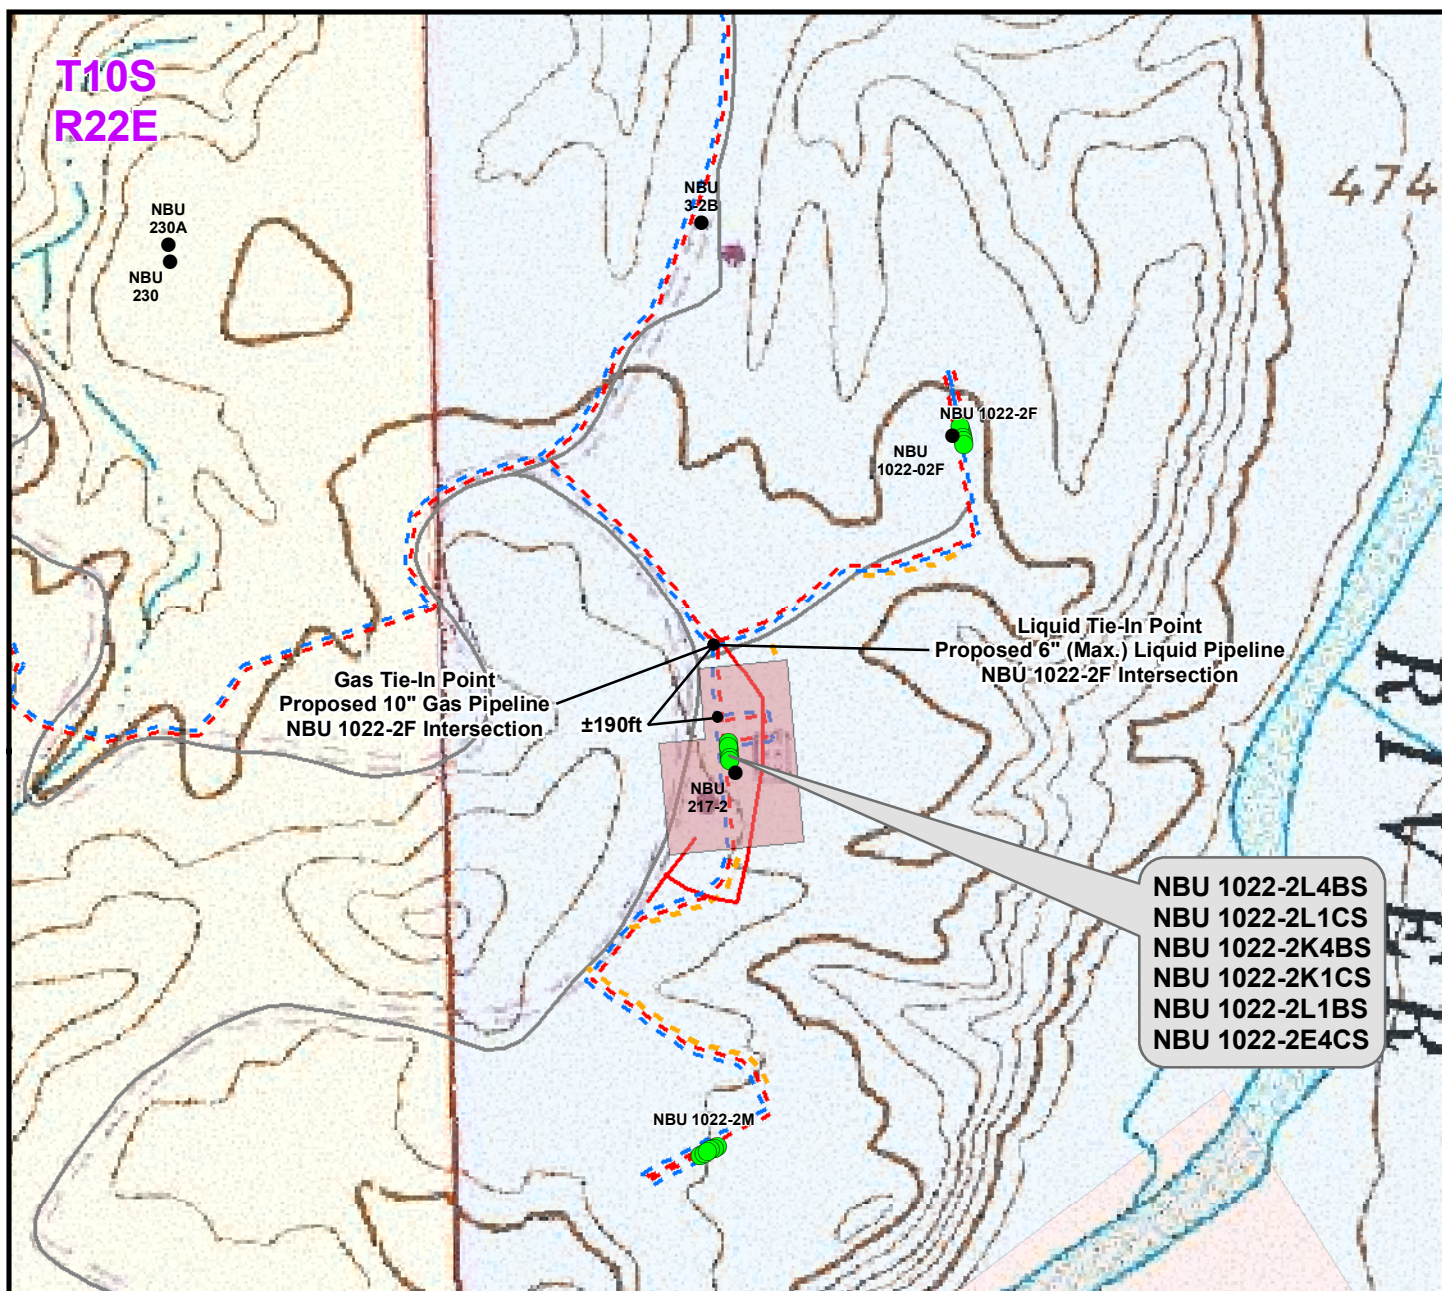 T10S
R22E
474
NBU
3-2B
NBU
230A
NBU
230
NBU 1022-2F
NBU
1022-02F
Liquid Tie-In Point
Proposed 6" (Max.) Liquid Pipeline
NBU 1022-2F Intersection
Gas Tie-In Point
Proposed 10" Gas Pipeline
NBU 1022-2F Intersection
±190ft
NBU
217-2
NBU 1022-2L4BS
NBU 1022-2L1CS
NBU 1022-2K4BS
NBU 1022-2K1CS
NBU 1022-2L1BS
NBU 1022-2E4CS
NBU 1022-2M